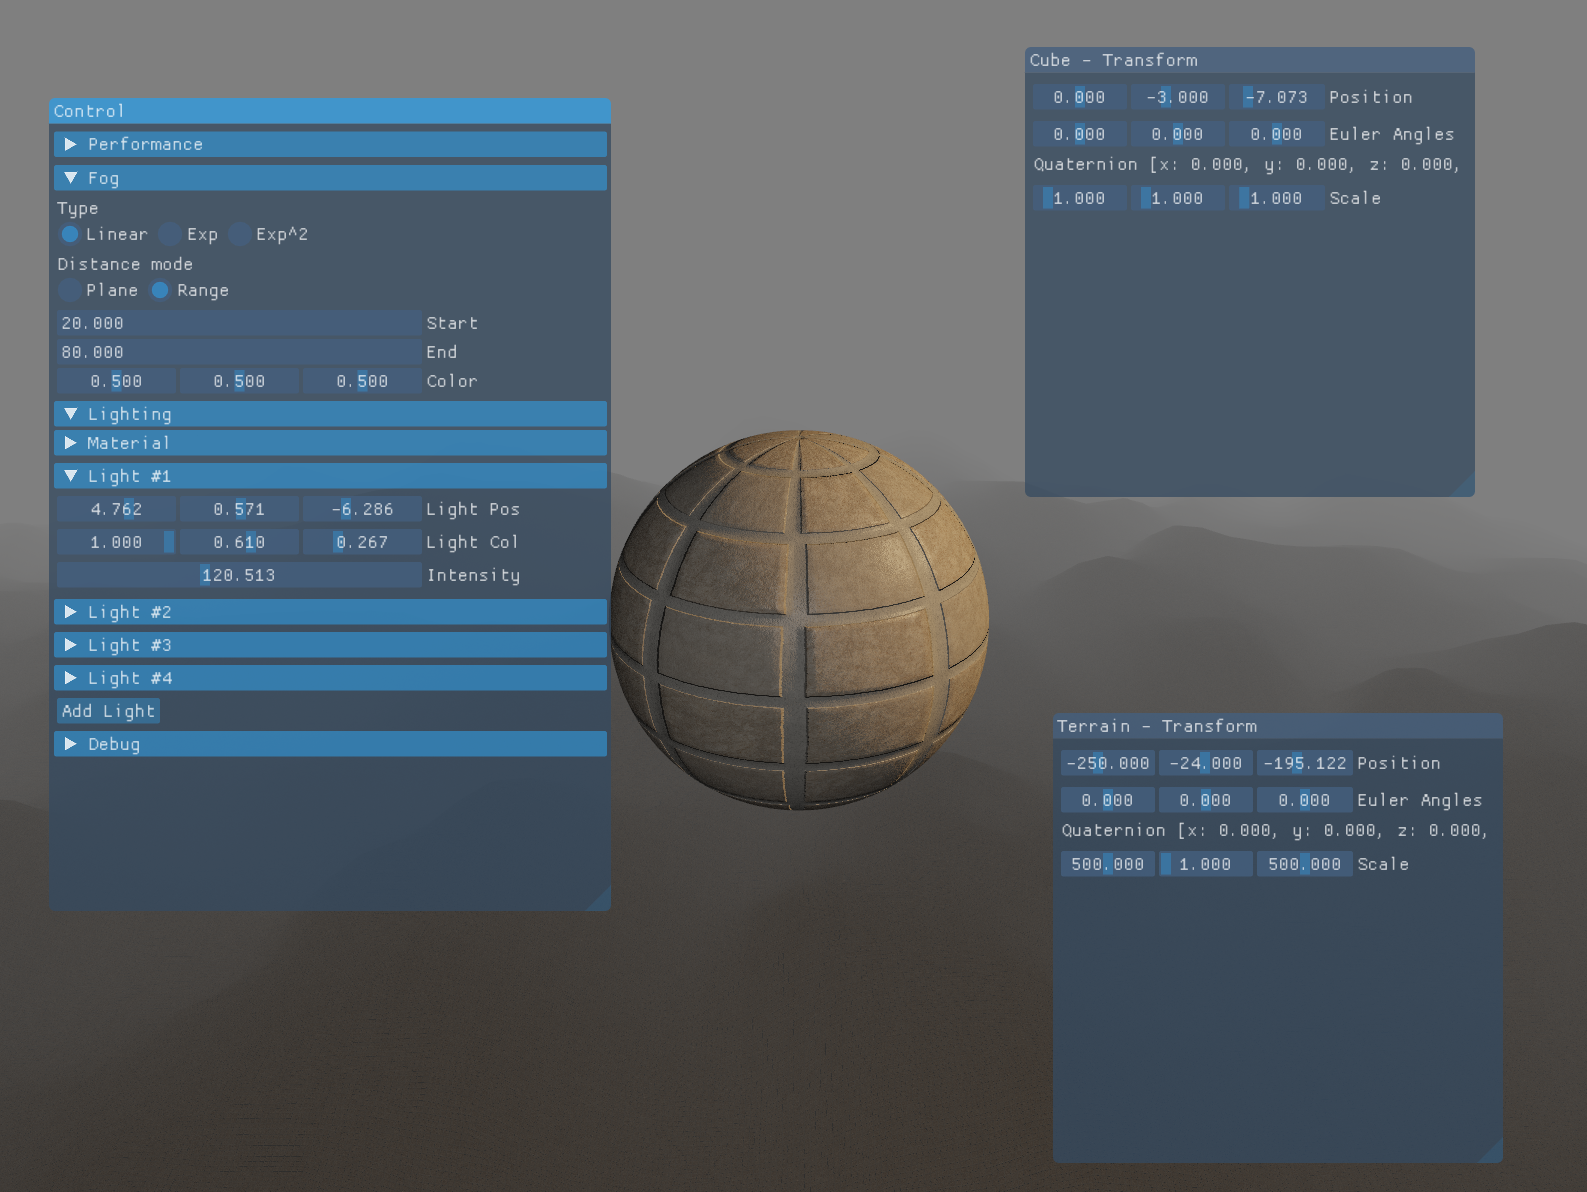 Control
Performance
Fog
Type
Linear Exp Exp^2
Distance mode
Plane Range
20.000 Start
80.000 End
0.500 0.500 0.500 Color
Lighting
Material
Light #1
4.762 0.571 -6.286 Light Pos
1.000 0.610 0.267 Light Col
120.513 Intensity
Light #2
Light #3
Light #4
Add Light
Debug
Cube - Transform
0.000 -3.000 -7.073 Position
0.000 0.000 0.000 Euler Angles
Quaternion [x: 0.000, y: 0.000, z: 0.000,
1.000 1.000 1.000 Scale
Terrain - Transform
-250.000 -24.000 -195.122 Position
0.000 0.000 0.000 Euler Angles
Quaternion [x: 0.000, y: 0.000, z: 0.000,
500.000 1.000 500.000 Scale